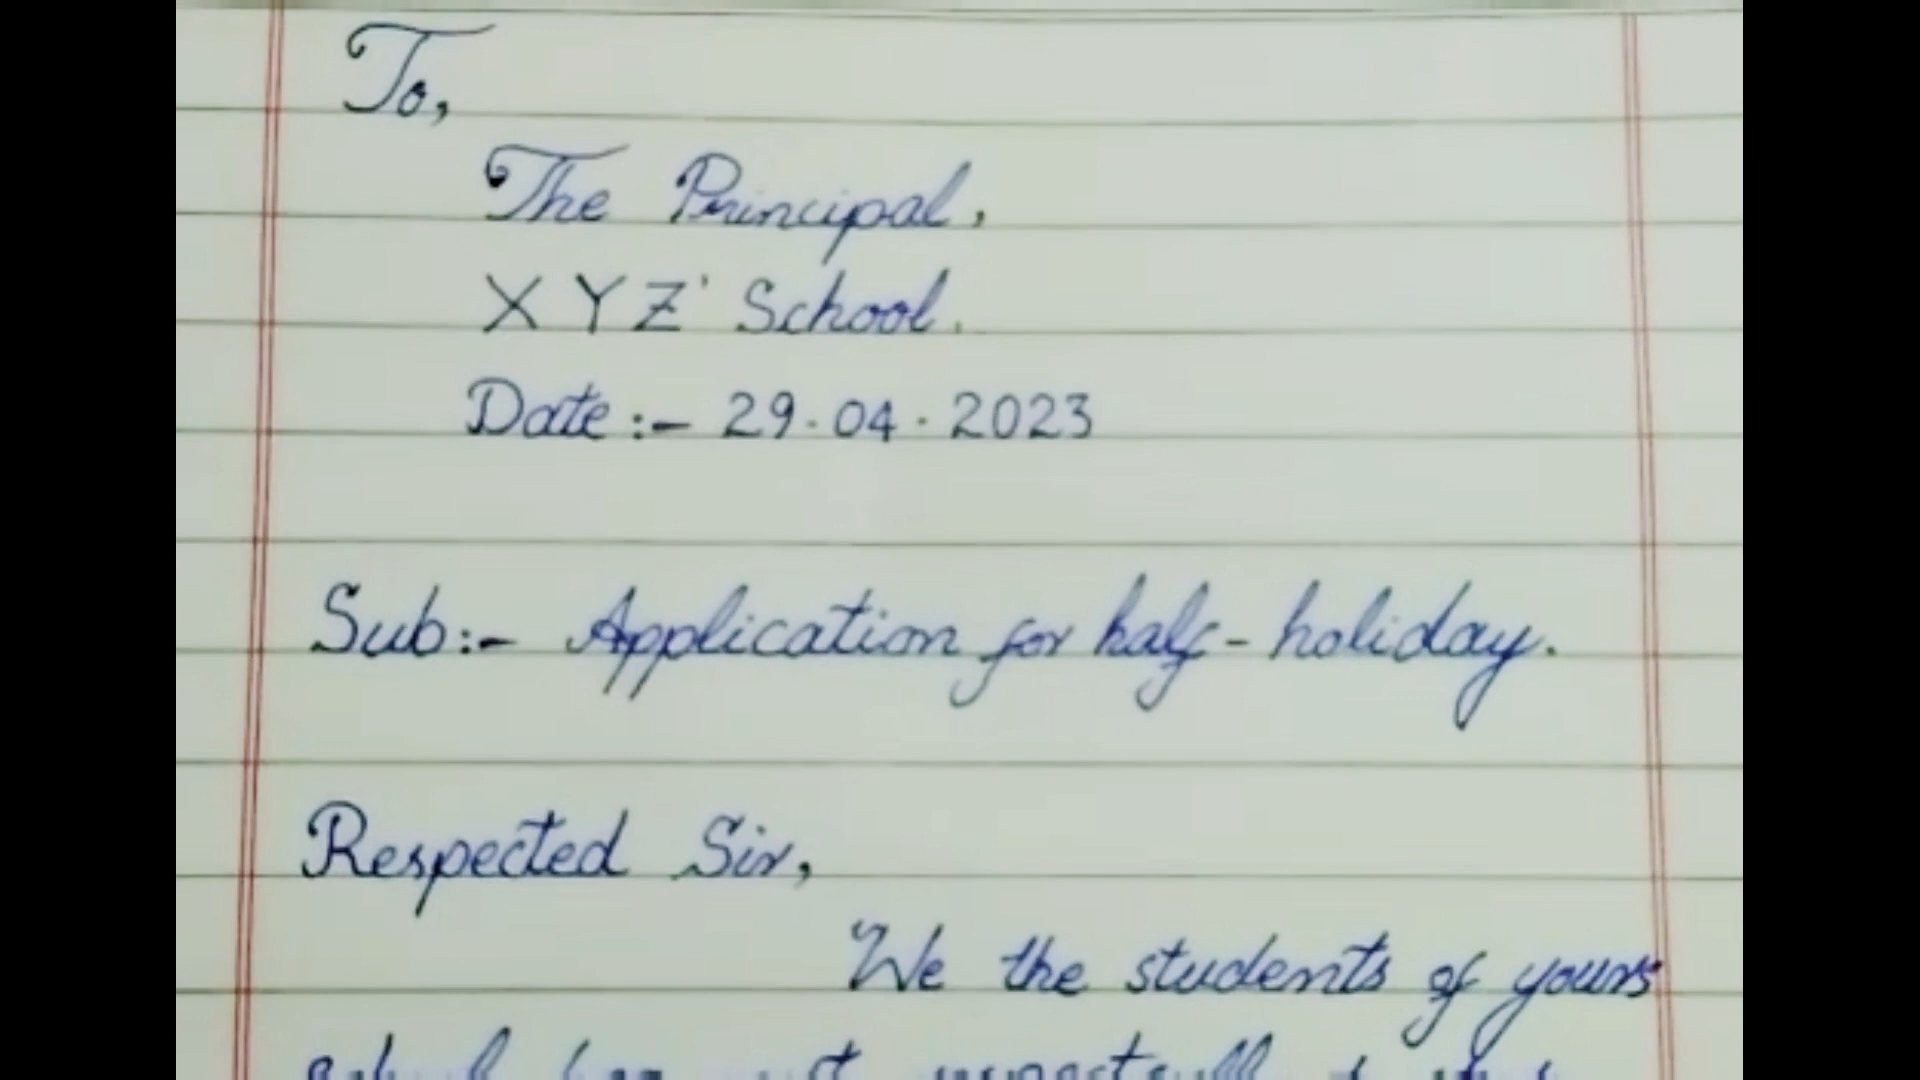 To,
The Principal,
XYZ' School.
Date :- 29.04.2023
Sub:- Application for half-holiday.
Respected Sir,
We the students of yours